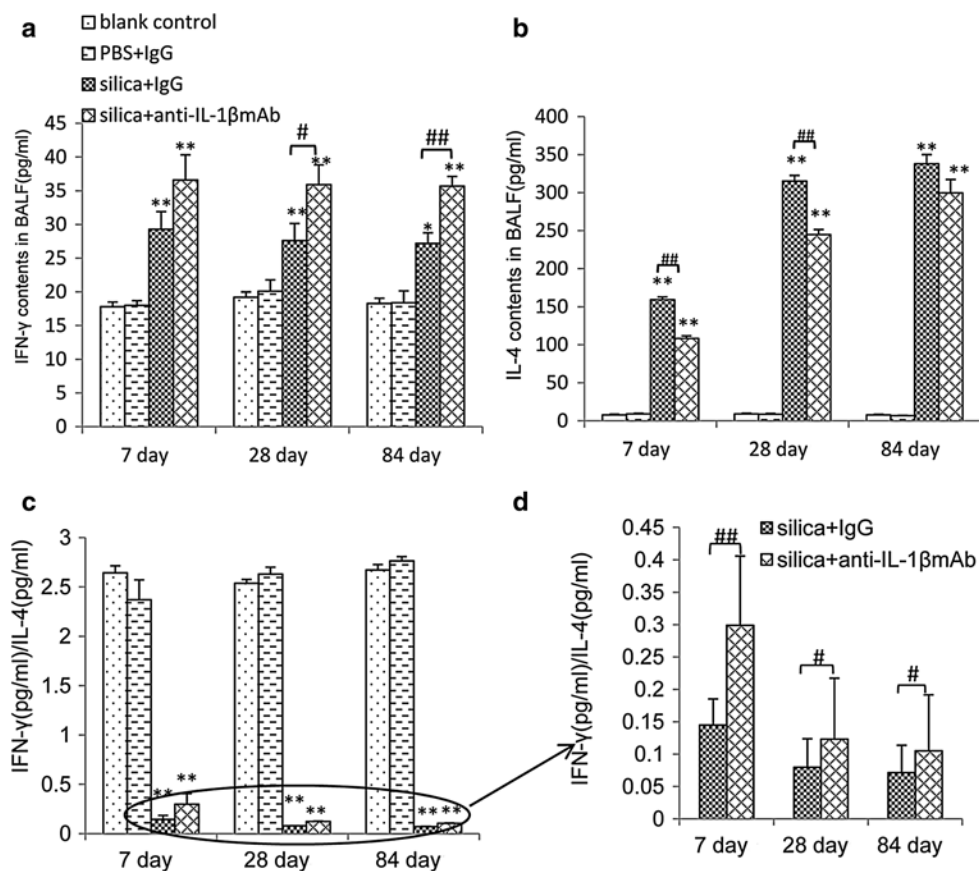 a
blank control
PBS+IgG
silica+IgG
silica+anti-IL-1βmAb
IFN-γ contents in BALF(pg/ml)
45
40
35
30
25
20
15
10
5
0
** ** # ** ** ## * **
7 day 28 day 84 day
b
IL-4 contents in BALF(pg/ml)
400
350
300
250
200
150
100
50
0
## ** ** ## ** ** ** **
7 day 28 day 84 day
c
IFN-γ(pg/ml)/IL-4(pg/ml)
3
2.5
2
1.5
1
0.5
0
** ** ** ** ** **
7 day 28 day 84 day
d
silica+IgG
silica+anti-IL-1βmAb
IFN-γ(pg/ml)/IL-4(pg/ml)
0.45
0.4
0.35
0.3
0.25
0.2
0.15
0.1
0.05
0
## # #
7 day 28 day 84 day